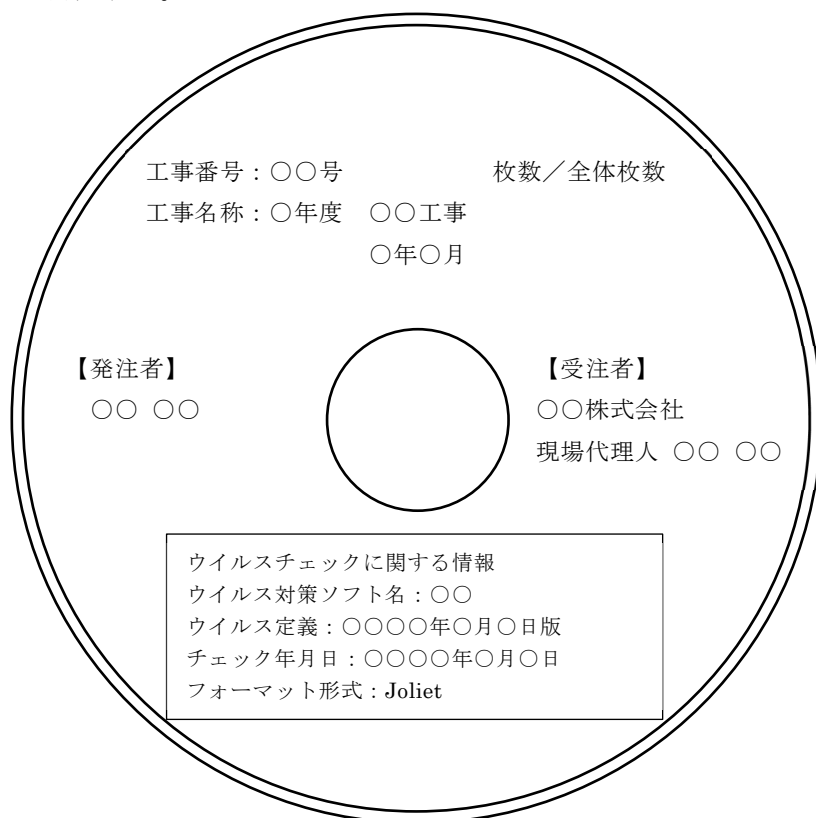 工事番号：○○号　枚数／全体枚数
工事名称：○年度　○○工事
○年○月
【発注者】
○○ ○○
【受注者】
○○株式会社
現場代理人 ○○ ○○
ウイルスチェックに関する情報
ウイルス対策ソフト名：○○
ウイルス定義：○○○○年○月○日版
チェック年月日：○○○○年○月○日
フォーマット形式：Joliet